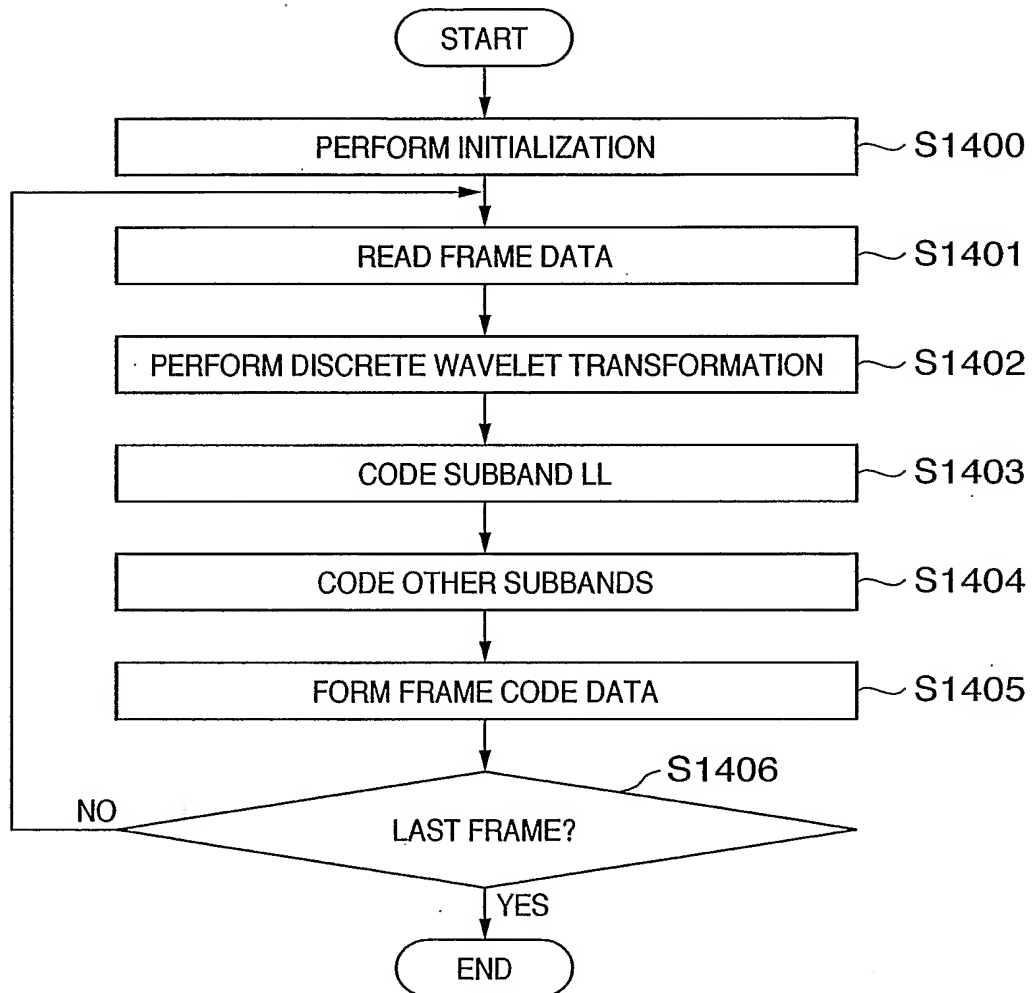 START
PERFORM INITIALIZATION
S1400
READ FRAME DATA
S1401
PERFORM DISCRETE WAVELET TRANSFORMATION
S1402
CODE SUBBAND LL
S1403
CODE OTHER SUBBANDS
S1404
FORM FRAME CODE DATA
S1405
S1406
NO
LAST FRAME?
YES
END